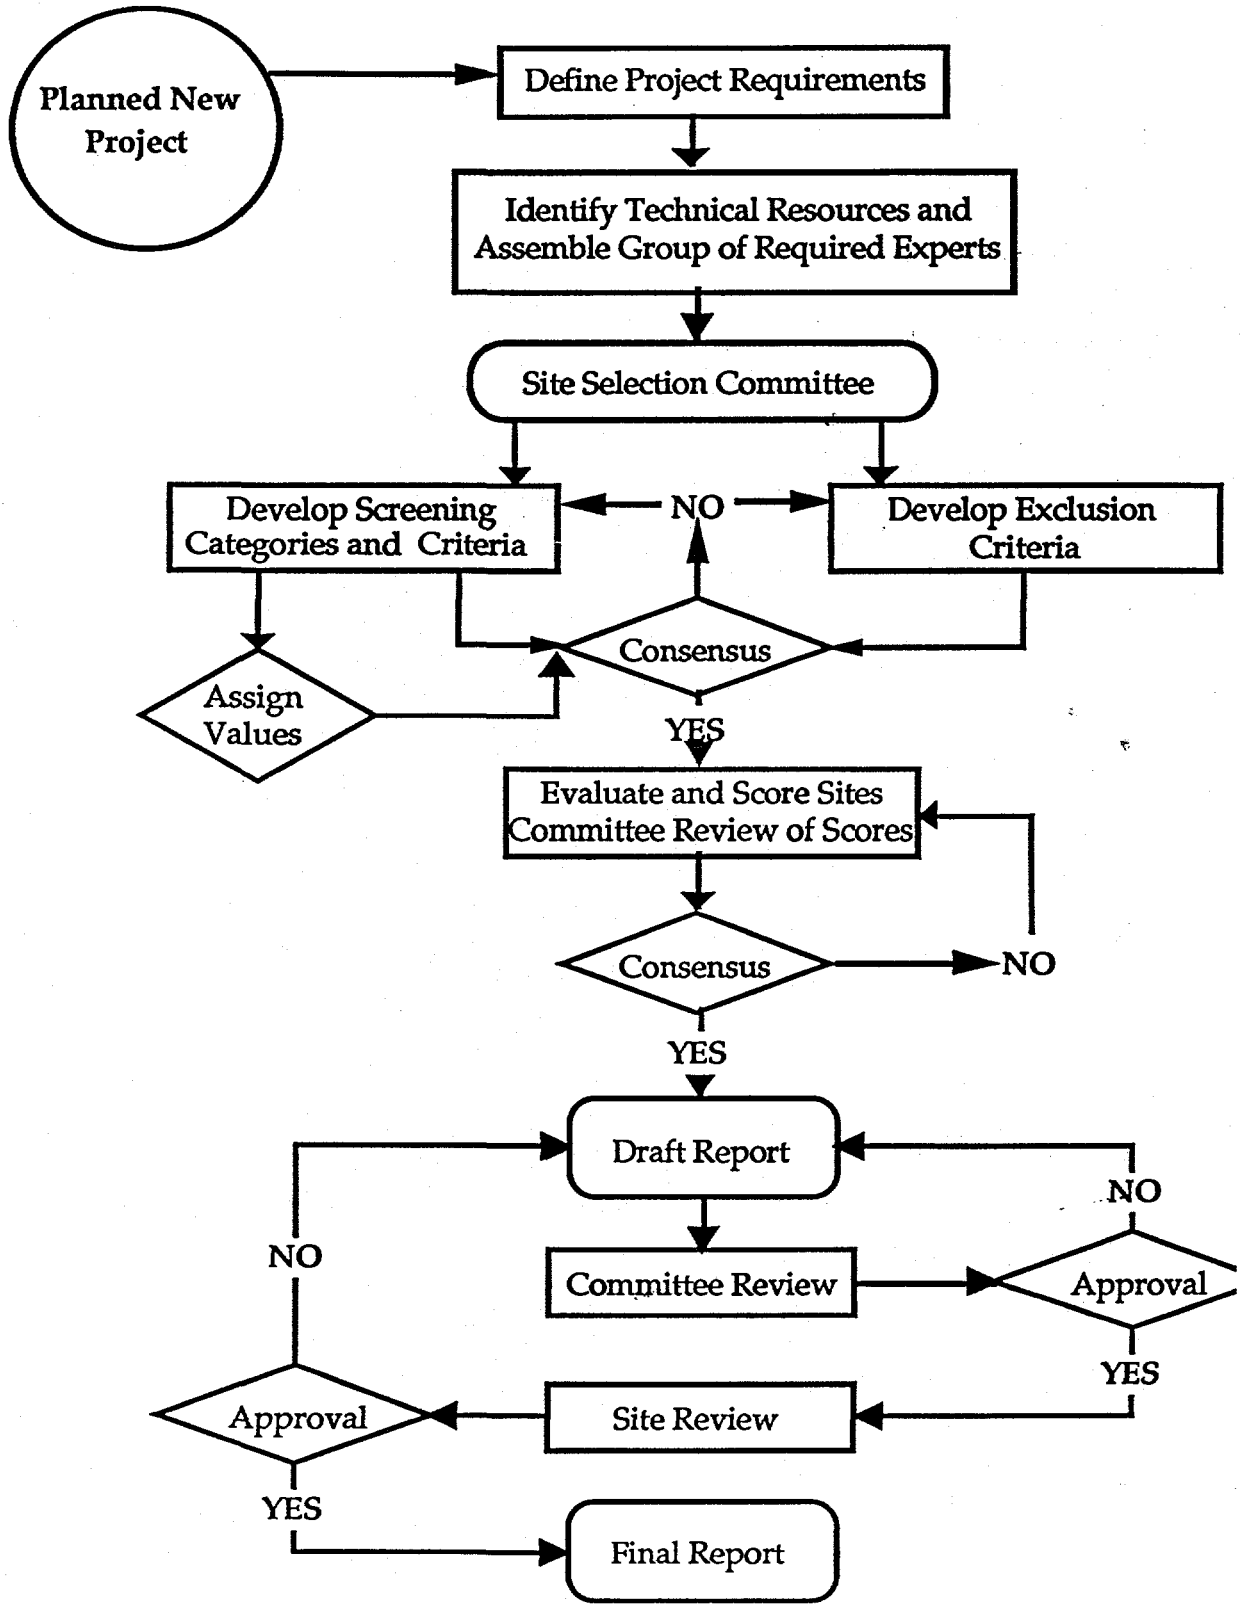 Planned New
Project
Define Project Requirements
Identify Technical Resources and
Assemble Group of Required Experts
Site Selection Committee
Develop Screening
Categories and Criteria
NO
Develop Exclusion
Criteria
Consensus
Assign
Values
YES
Evaluate and Score Sites
Committee Review of Scores
Consensus
NO
YES
Draft Report
NO
NO
Committee Review
Approval
YES
Approval
Site Review
YES
Final Report